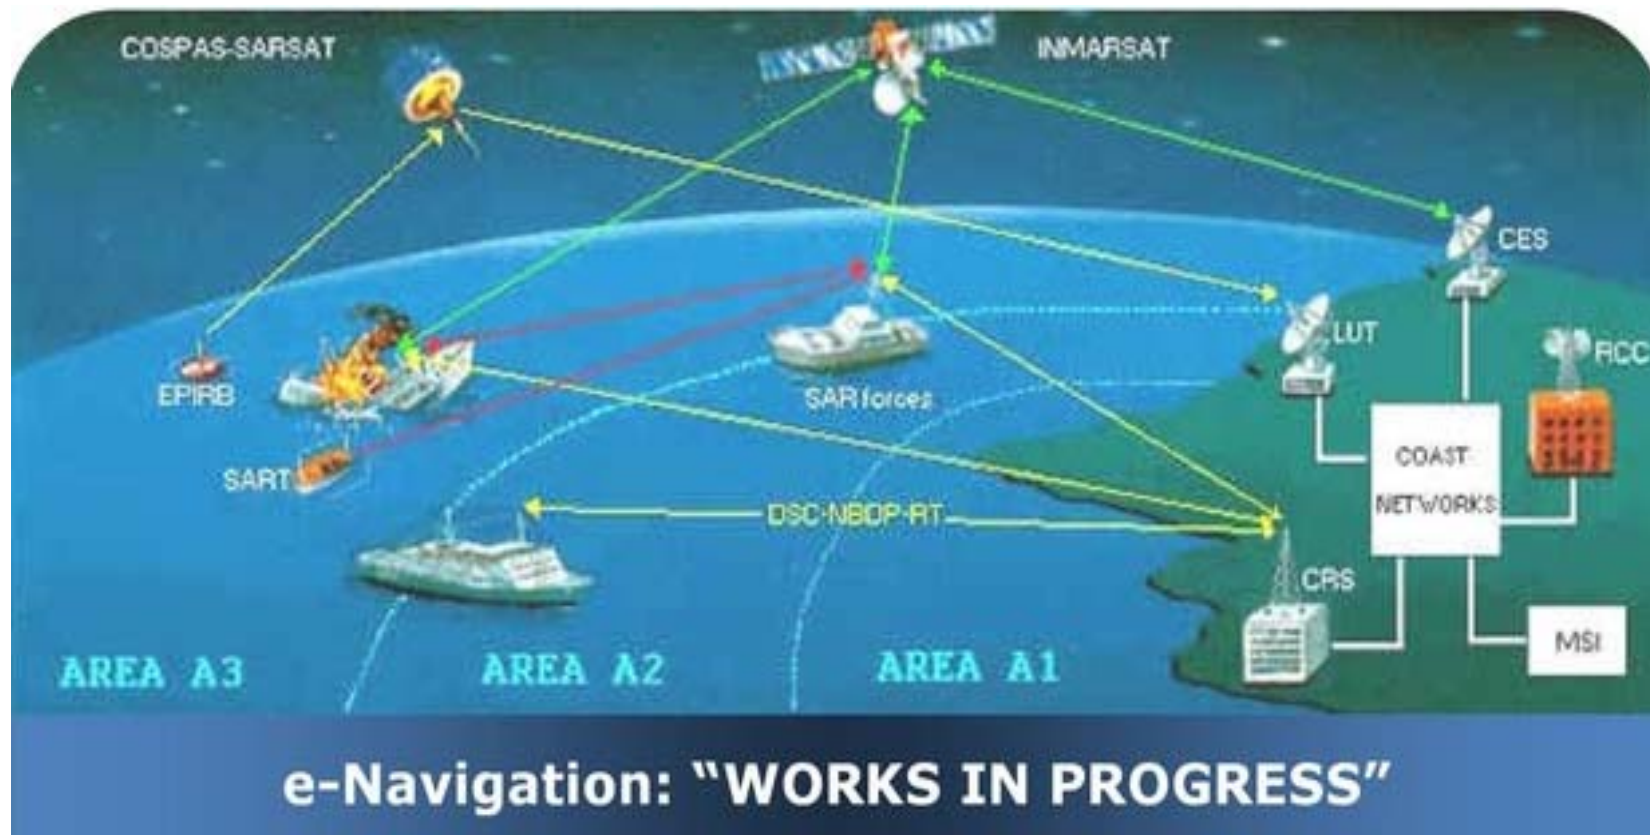 COSPAS-SARSAT
INMARSAT
CES
LUT
RCC
EPIRB
SAR forces
COAST
NETWORKS
SART
DSC-NBDP-RT
CRS
MSI
AREA A3
AREA A2
AREA A1
e-Navigation: “WORKS IN PROGRESS”